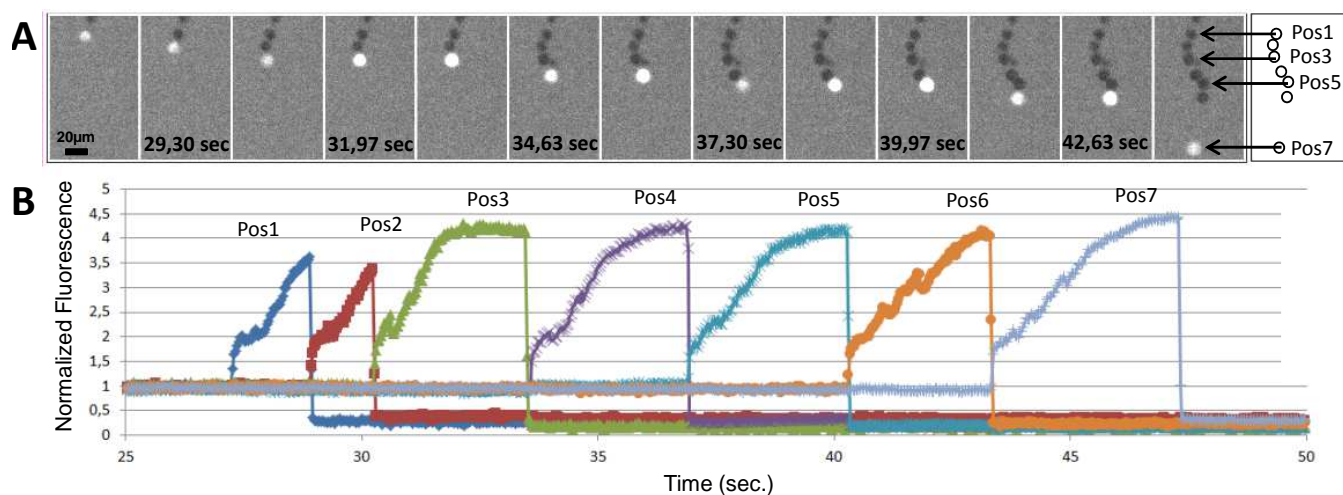 A
20µm
29,30 sec
31,97 sec
34,63 sec
37,30 sec
39,97 sec
42,63 sec
Pos1
Pos3
Pos5
Pos7
B
Normalized Fluorescence
5
4,5
4
3,5
3
2,5
2
1,5
1
0,5
0
Pos1
Pos2
Pos3
Pos4
Pos5
Pos6
Pos7
25
30
35
40
45
50
Time (sec.)